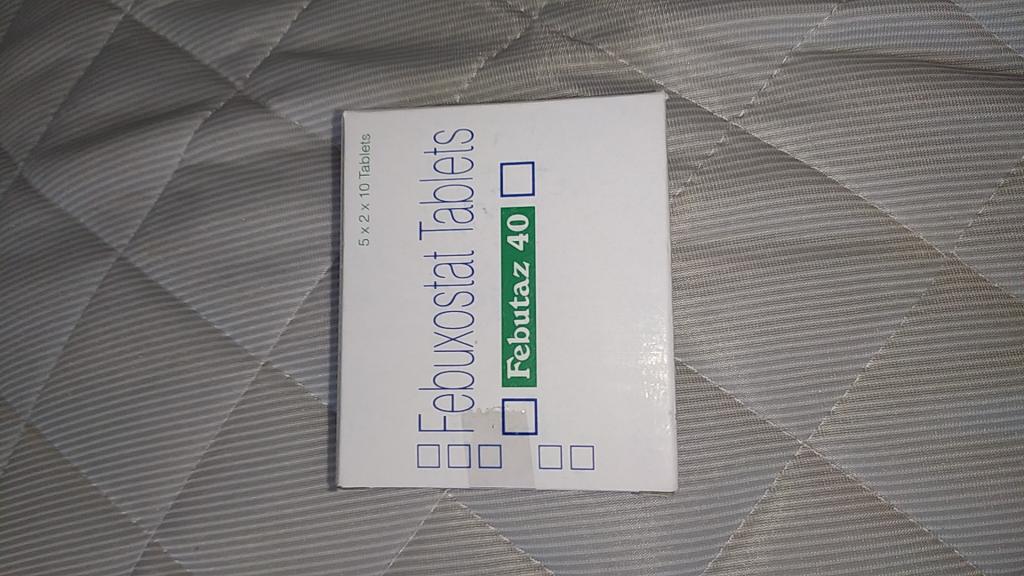 5 x 2 x 10 Tablets
Febuxostat Tablets
Febutaz 40